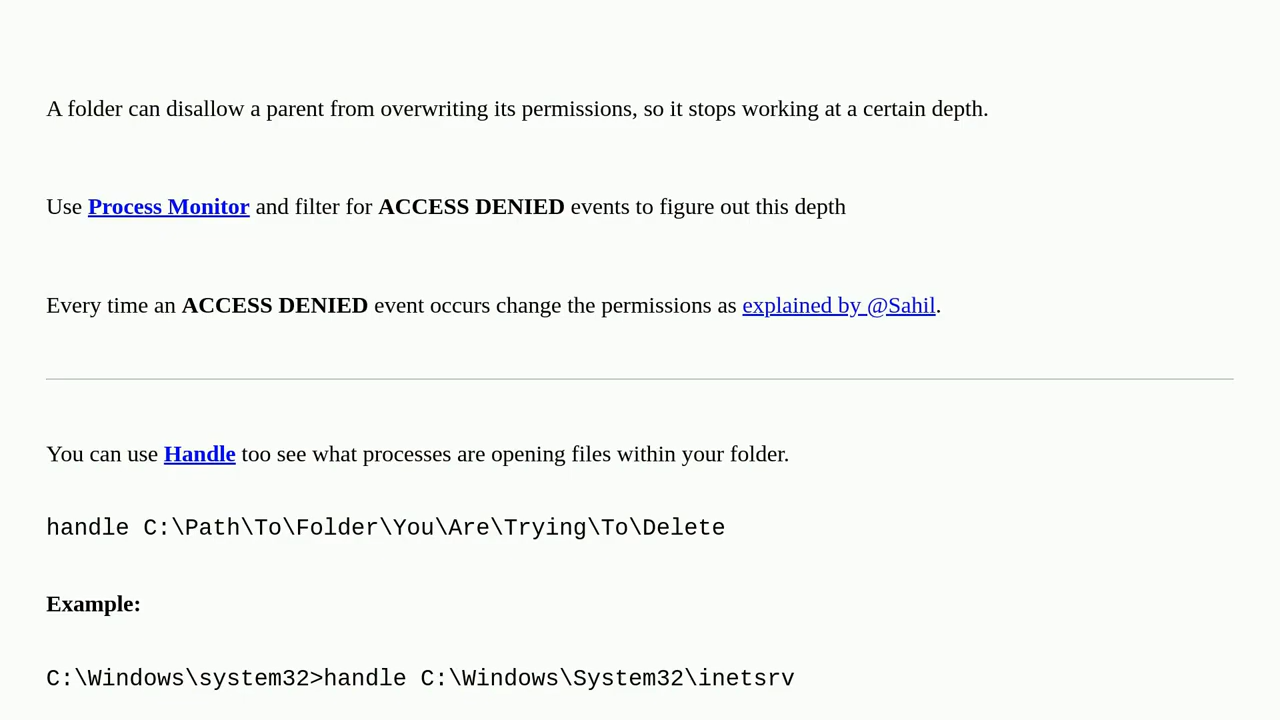 A folder can disallow a parent from overwriting its permissions, so it stops working at a certain depth.
Use Process Monitor and filter for ACCESS DENIED events to figure out this depth
Every time an ACCESS DENIED event occurs change the permissions as explained by @Sahil.
You can use Handle too see what processes are opening files within your folder.
handle C:\Path\To\Folder\You\Are\Trying\To\Delete
Example:
C:\Windows\system32>handle C:\Windows\System32\inetsrv